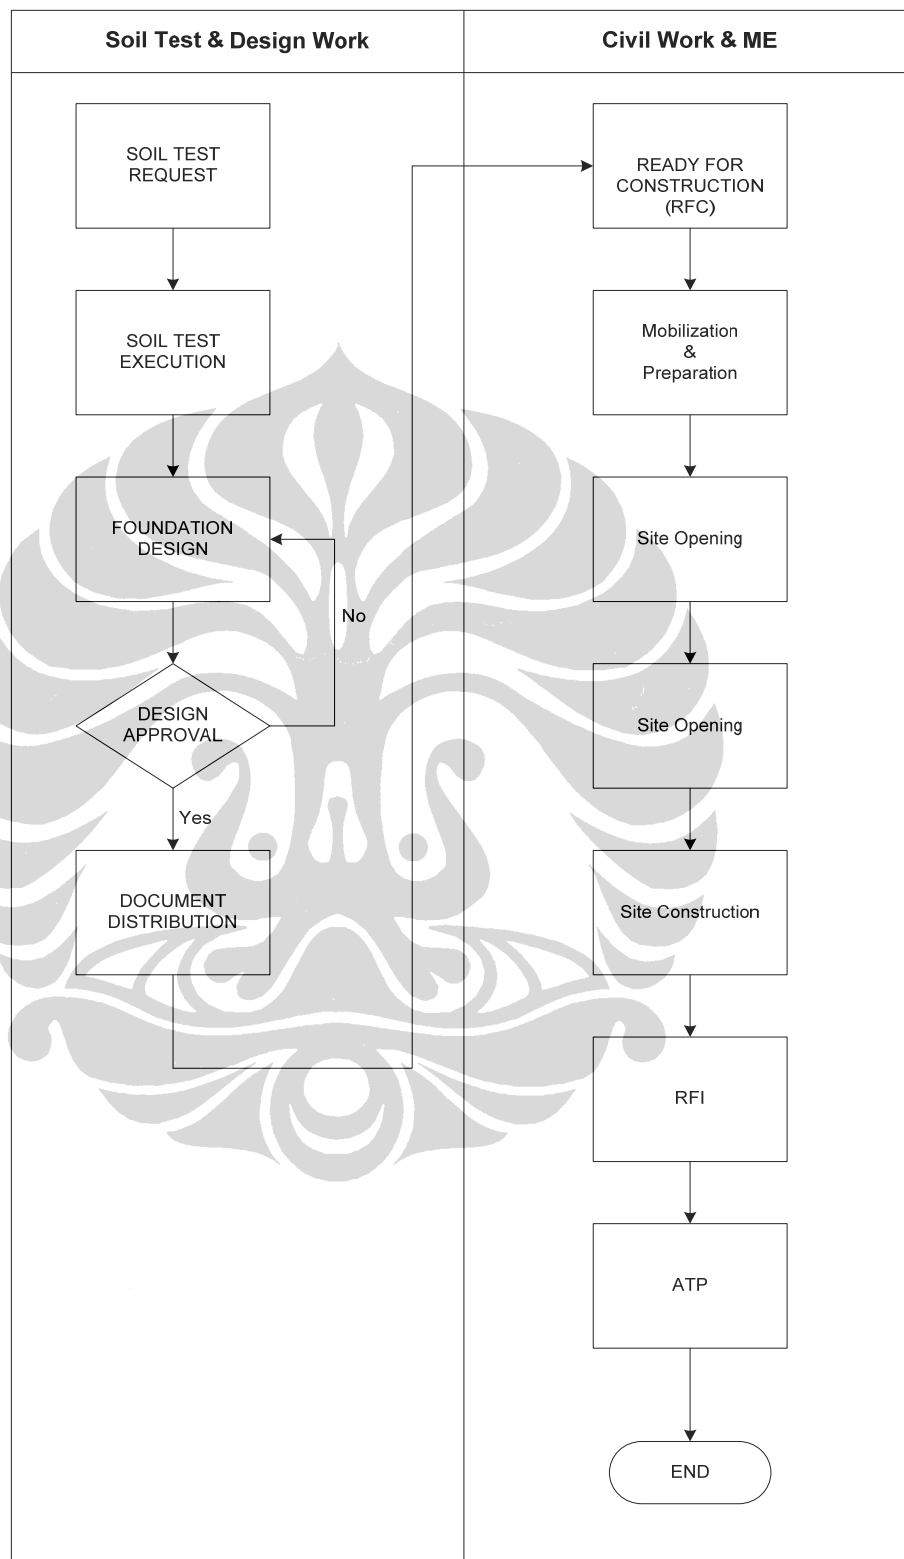 Soil Test & Design Work
SOIL TEST
REQUEST
SOIL TEST
EXECUTION
FOUNDATION
DESIGN
No
DESIGN
APPROVAL
Yes
DOCUMENT
DISTRIBUTION
Civil Work & ME
READY FOR
CONSTRUCTION
(RFC)
Mobilization
&
Preparation
Site Opening
Site Opening
Site Construction
RFI
ATP
END